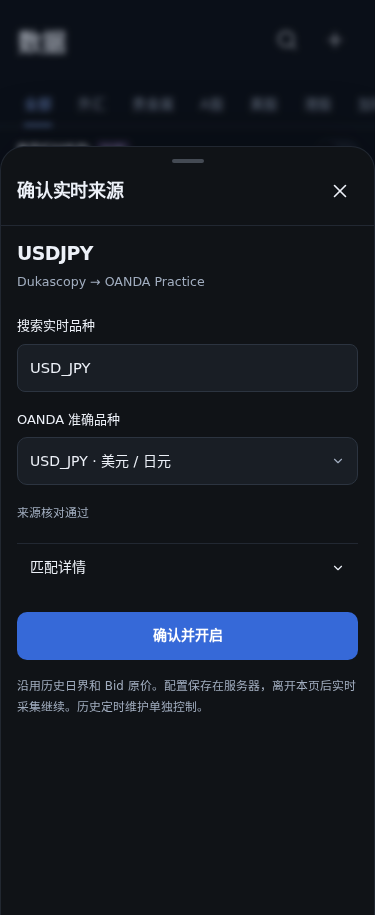 数据
确认实时来源
USDJPY
Dukascopy → OANDA Practice
搜索实时品种
USD_JPY
OANDA 准确品种
USD_JPY · 美元 / 日元
来源核对通过
匹配详情
确认并开启
沿用历史日界和 Bid 原价。配置保存在服务器，离开本页后实时
采集继续。历史定时维护单独控制。